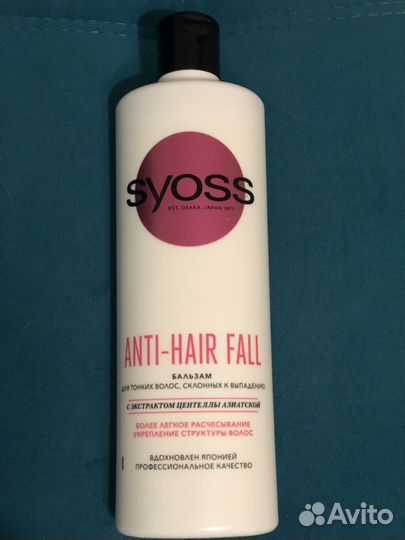 syoss
EST. OSAKA, JAPAN 1971
ANTI-HAIR FALL
БАЛЬЗАМ
ДЛЯ ТОНКИХ ВОЛОС, СКЛОННЫХ К ВЫПАДЕНИЮ
С ЭКСТРАКТОМ ЦЕНТЕЛЛЫ АЗИАТСКОЙ
БОЛЕЕ ЛЕГКОЕ РАСЧЕСЫВАНИЕ
УКРЕПЛЕНИЕ СТРУКТУРЫ ВОЛОС
ВДОХНОВЛЕН ЯПОНИЕЙ
ПРОФЕССИОНАЛЬНОЕ КАЧЕСТВО
Avito